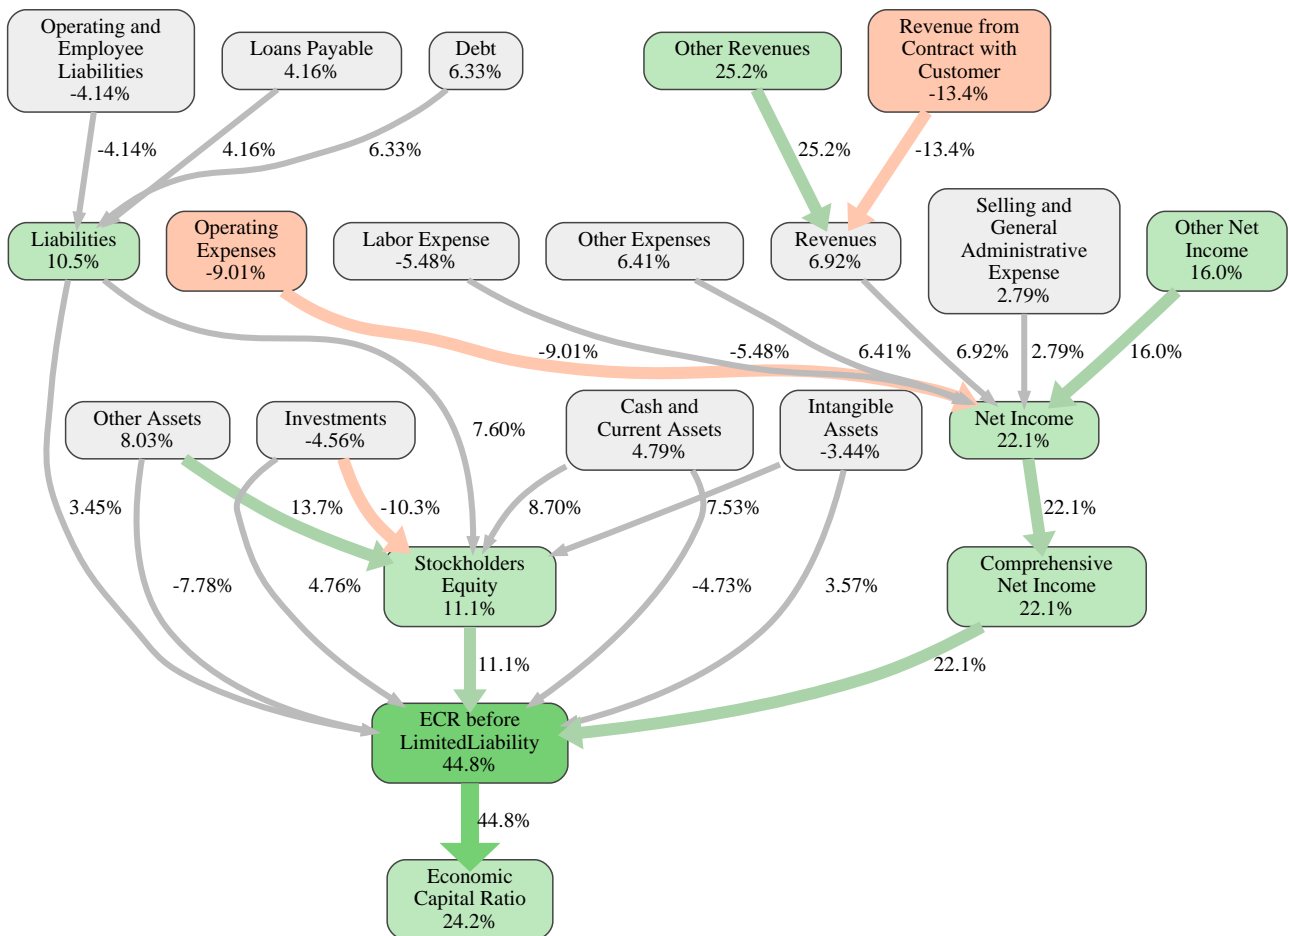 Operating and
Employee
Liabilities
-4.14%
Loans Payable
4.16%
Debt
6.33%
Other Revenues
25.2%
Revenue from
Contract with
Customer
-13.4%
-4.14%
4.16%
6.33%
25.2%
-13.4%
Liabilities
10.5%
Operating
Expenses
-9.01%
Labor Expense
-5.48%
Other Expenses
6.41%
Revenues
6.92%
Selling and
General
Administrative
Expense
2.79%
Other Net
Income
16.0%
-9.01%
-5.48%
6.41%
6.92%
2.79%
16.0%
Other Assets
8.03%
Investments
-4.56%
7.60%
Cash and
Current Assets
4.79%
Intangible
Assets
-3.44%
Net Income
22.1%
3.45%
13.7%
-10.3%
8.70%
7.53%
22.1%
-7.78%
4.76%
Stockholders
Equity
11.1%
-4.73%
3.57%
Comprehensive
Net Income
22.1%
11.1%
22.1%
ECR before
LimitedLiability
44.8%
44.8%
Economic
Capital Ratio
24.2%